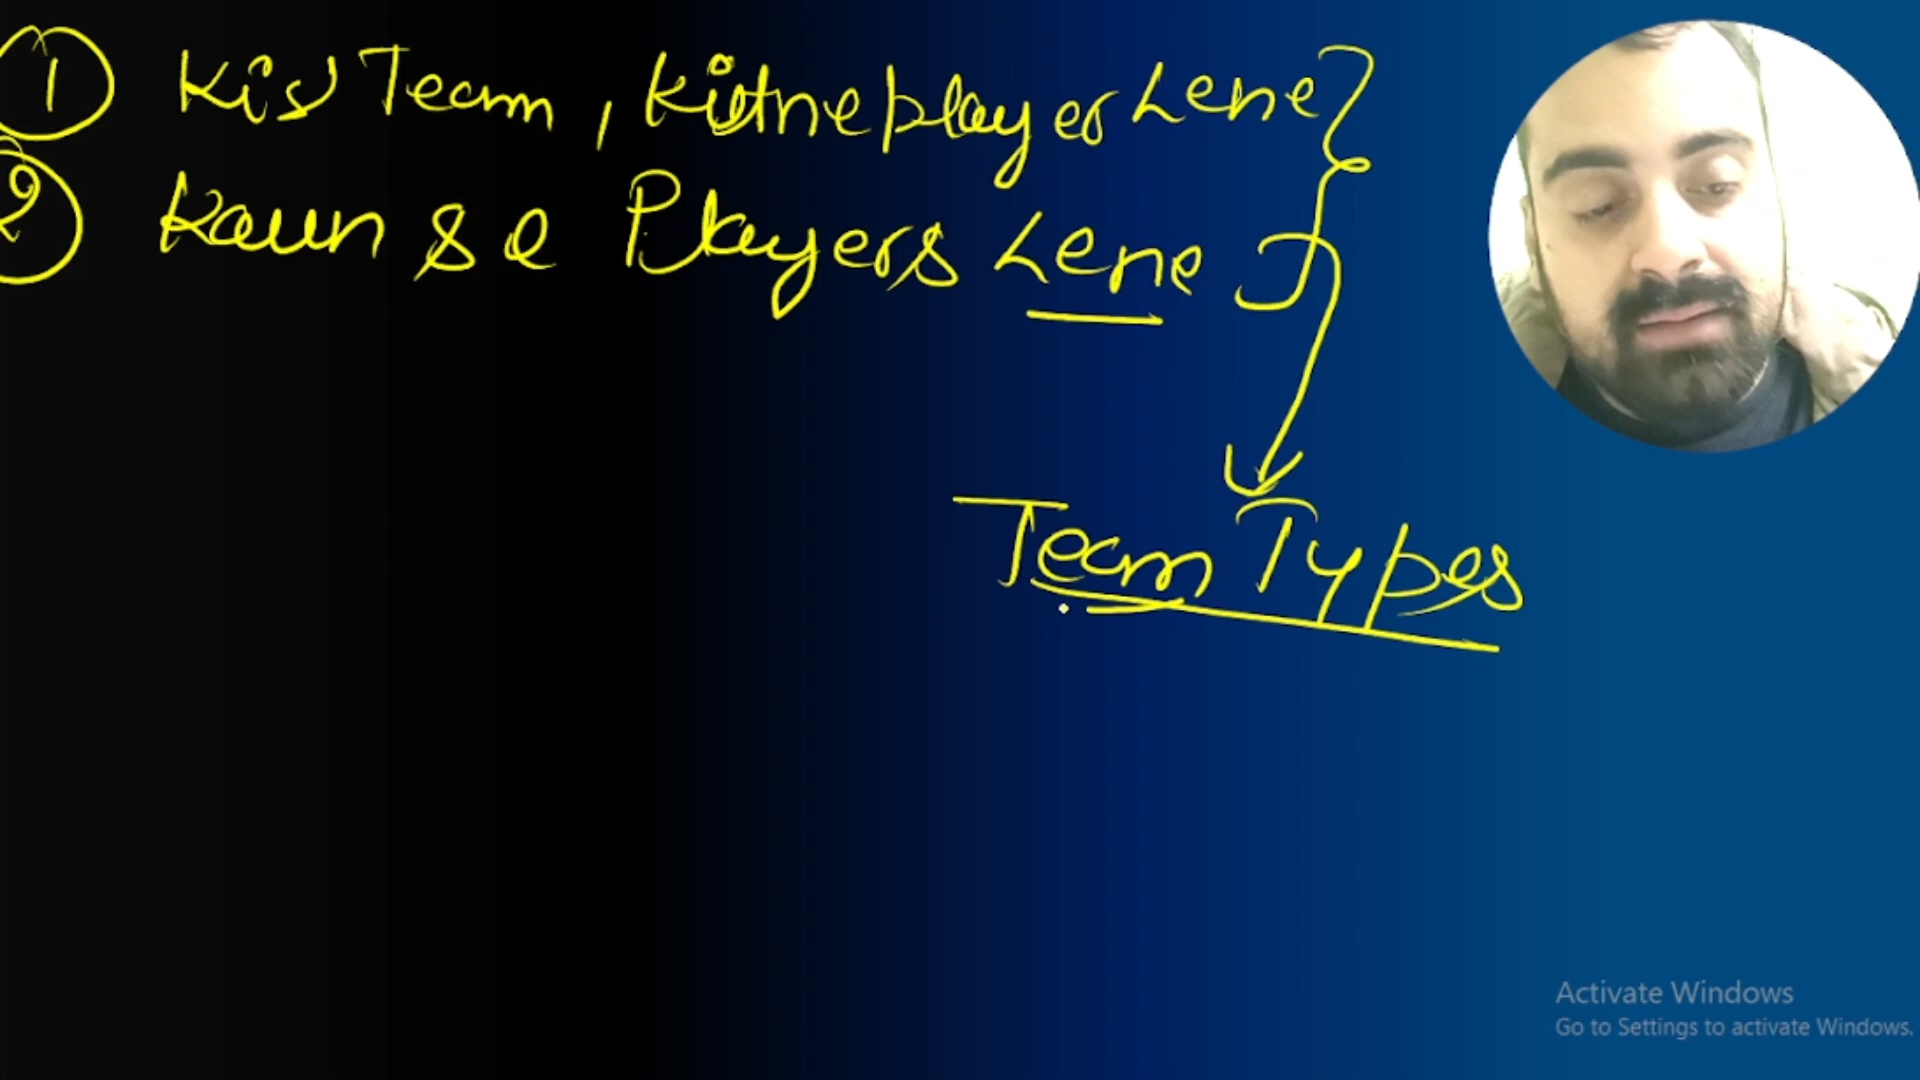 1 Kis Team, Kitne player Lene
2 Kaun se Players Lene
Team Types
Activate Windows
Go to Settings to activate Windows.